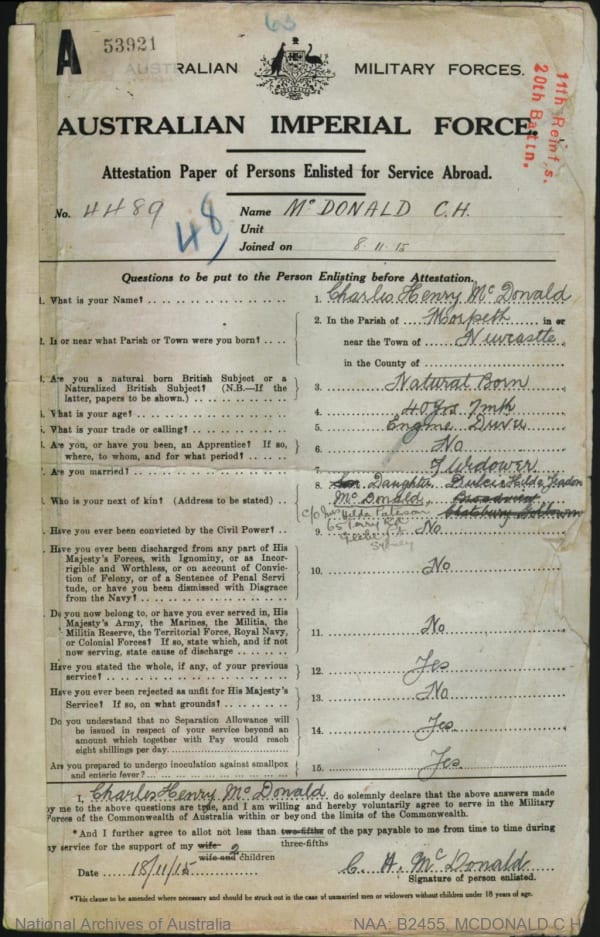 63
A 53921
AUSTRALIAN MILITARY FORCES.
AUSTRALIAN IMPERIAL FORCE.
11th Reinf,s.
20th Battn.
Attestation Paper of Persons Enlisted for Service Abroad.
No. 4489 Name McDONALD C.H.
48 Unit
Joined on 8.11.15
Questions to be put to the Person Enlisting before Attestation.
1. What is your Name? 1. Charles Henry McDonald
2. In the Parish of Morpeth in or
2. Is or near what Parish or Town were you born? near the Town of Newcastle
in the County of
3. Are you a natural born British Subject or a
Naturalized British Subject? (N.B.—If the 3. Natural Born
latter, papers to be shown.)
4. What is your age? 4. 40 yrs 7mth
5. What is your trade or calling? 5. Engine Driver
6. Are you, or have you been, an Apprentice? If so, 6. No
where, to whom, and for what period?
7. Are you married? 7. Widower
8. Daughter Dulcie Hilda
8. Who is your next of kin? (Address to be stated) McDonald,
c/o Mrs Hilda
65
Sydney
9. Have you ever been convicted by the Civil Power? 9. No
Have you ever been discharged from any part of His
Majesty's Forces, with Ignominy, or as Incor-
rigible and Worthless, or on account of Convic- 10. No
tion of Felony, or of a Sentence of Penal Servi
tude, or have you been dismissed with Disgrace
from the Navy?
Do you now belong to, or have you ever served in, His
Majesty's Army, the Marines, the Militia, the
Militia Reserve, the Territorial Force, Royal Navy, 11. No
or Colonial Forces? If so, state which, and if not
now serving, state cause of discharge
Have you stated the whole, if any, of your previous 12. Yes
service?
Have you ever been rejected as unfit for His Majesty's 13. No
Service? If so, on what grounds?
Do you understand that no Separation Allowance will
be issued in respect of your service beyond an 14. Yes
amount which together with Pay would reach
eight shillings per day
Are you prepared to undergo inoculation against smallpox 15. Yes
and enteric fever?
I, Charles Henry McDonald do solemnly declare that the above answers made
by me to the above questions are true, and I am willing and hereby voluntarily agree to serve in the Military
Forces of the Commonwealth of Australia within or beyond the limits of the Commonwealth.
*And I further agree to allot not less than two-fifths of the pay payable to me from time to time during
three-fifths
my service for the support of my wife 2
wife and children
Date 18/11/15 C. H. McDonald
Signature of person enlisted.
*This clause to be amended where necessary and should be struck out in the case of unmarried men or widowers without children under 18 years of age.
National Archives of Australia NAA: B2455, MCDONALD C H